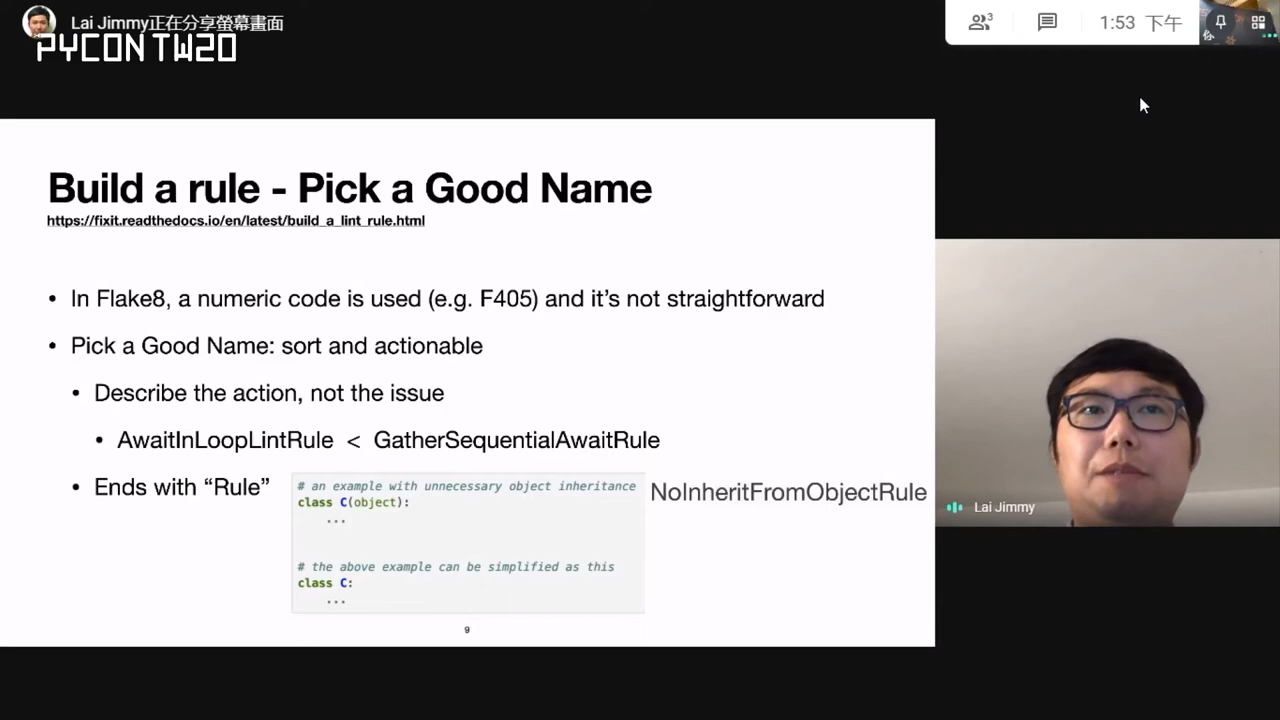 Lai Jimmy正在分享螢幕畫面
PYCON TW20
3
1:53 下午
你
Build a rule - Pick a Good Name
https://fixit.readthedocs.io/en/latest/build_a_lint_rule.html
• In Flake8, a numeric code is used (e.g. F405) and it’s not straightforward
• Pick a Good Name: sort and actionable
• Describe the action, not the issue
• AwaitInLoopLintRule < GatherSequentialAwaitRule
• Ends with “Rule”
# an example with unnecessary object inheritance
class C(object):
...
# the above example can be simplified as this
class C:
...
NoInheritFromObjectRule
Lai Jimmy
9